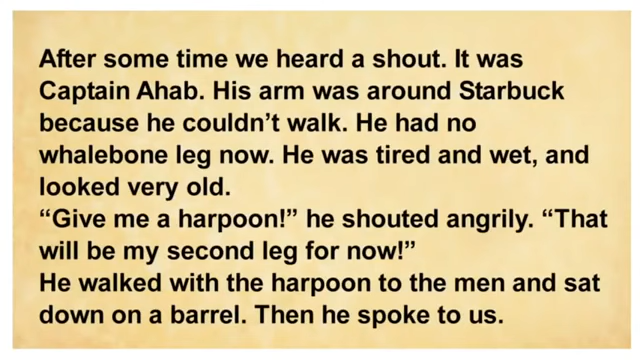 After some time we heard a shout. It was
Captain Ahab. His arm was around Starbuck
because he couldn’t walk. He had no
whalebone leg now. He was tired and wet, and
looked very old.
“Give me a harpoon!” he shouted angrily. “That
will be my second leg for now!”
He walked with the harpoon to the men and sat
down on a barrel. Then he spoke to us.